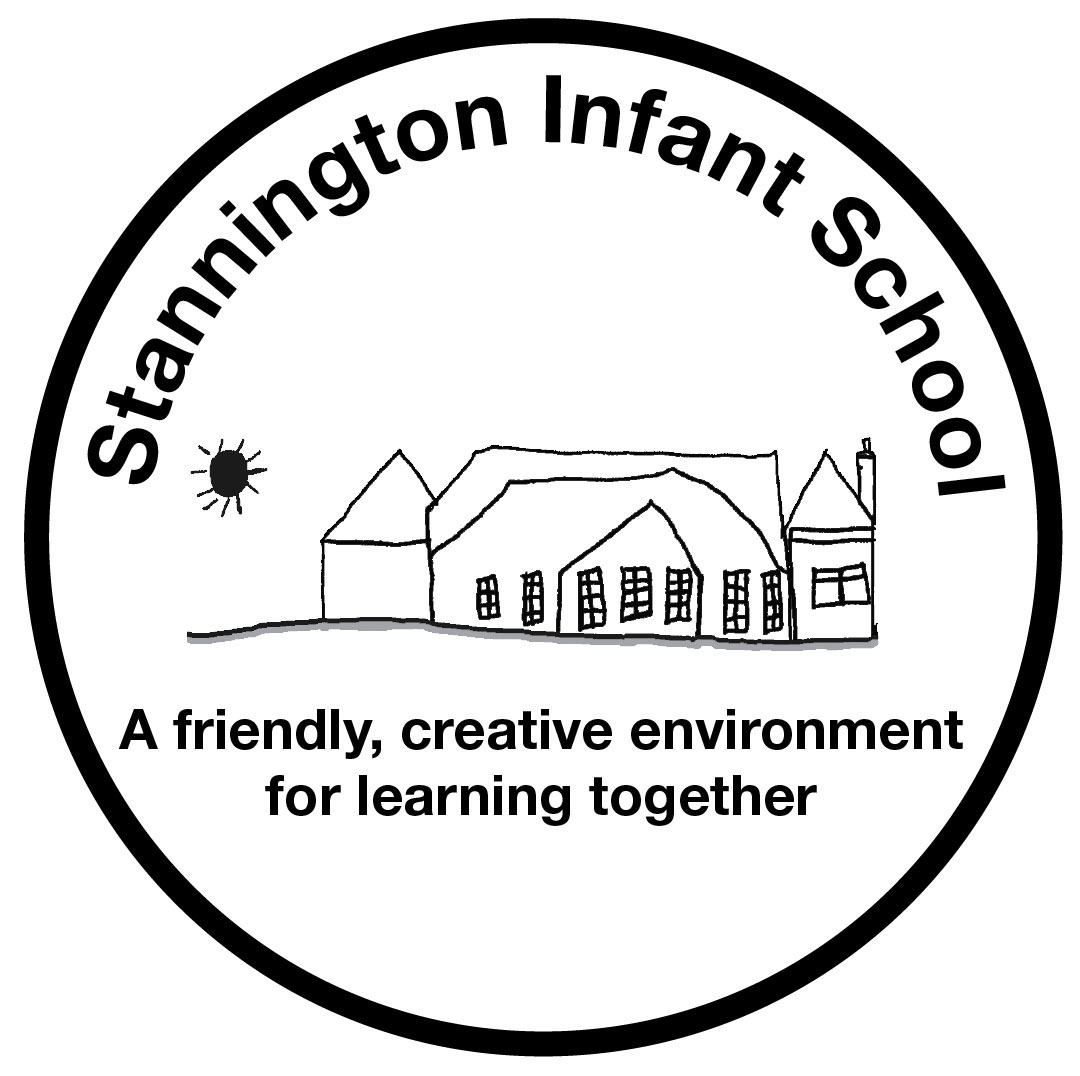 Stannington Infant School
A friendly, creative environment
for learning together